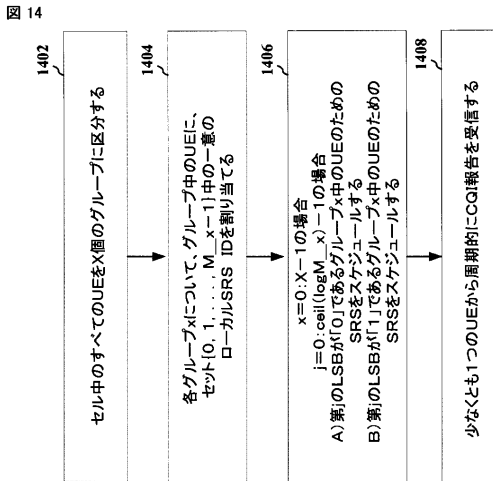 図 14
1402
セル中のすべてのUEをX個のグループに区分する
1404
各グループxについて、グループ中のUEに、
セット{0, 1, ..., M_x-1}中の一意の
ローカルSRS IDを割り当てる
1406
x=0:X-1の場合
j=0:ceil(logM_x)-1の場合
A)第jのLSBが「0」であるグループx中のUEのための
SRSをスケジュールする
B)第jのLSBが「1」であるグループx中のUEのための
SRSをスケジュールする
1408
少なくとも1つのUEから周期的にCQI報告を受信する